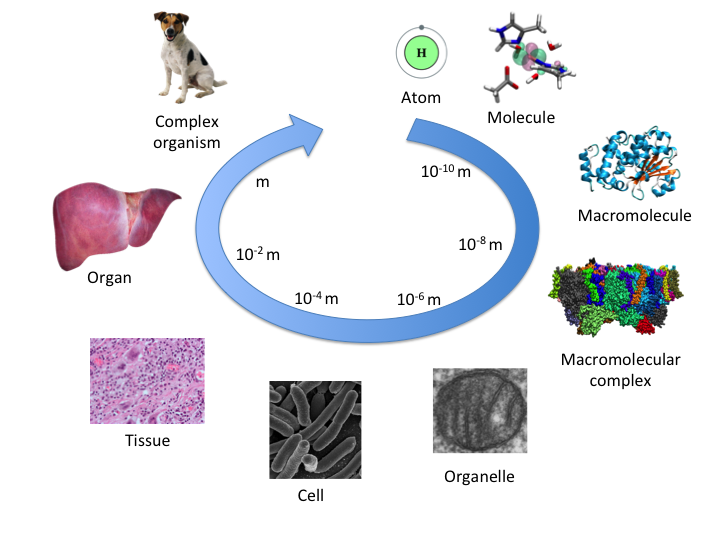 H
Atom
Molecule
Macromolecule
Macromolecular
complex
Organelle
Cell
Tissue
Organ
Complex
organism
10⁻¹⁰ m
10⁻⁸ m
10⁻⁶ m
10⁻⁴ m
10⁻² m
m